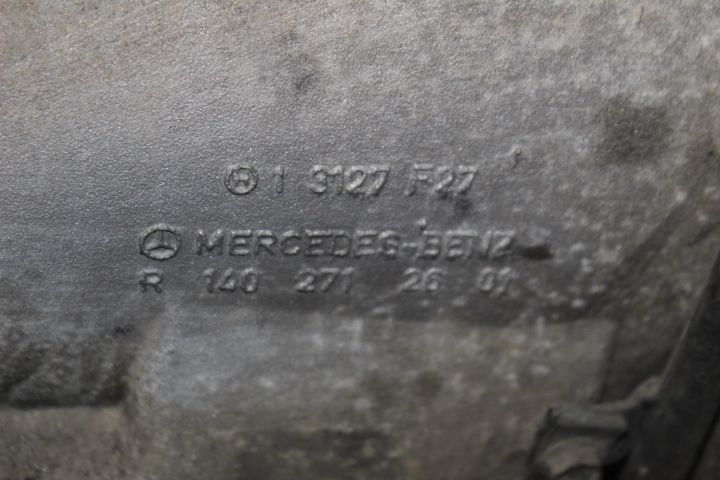 H 1 3127 F27
MERCEDES-BENZ
R 140 271 26 01